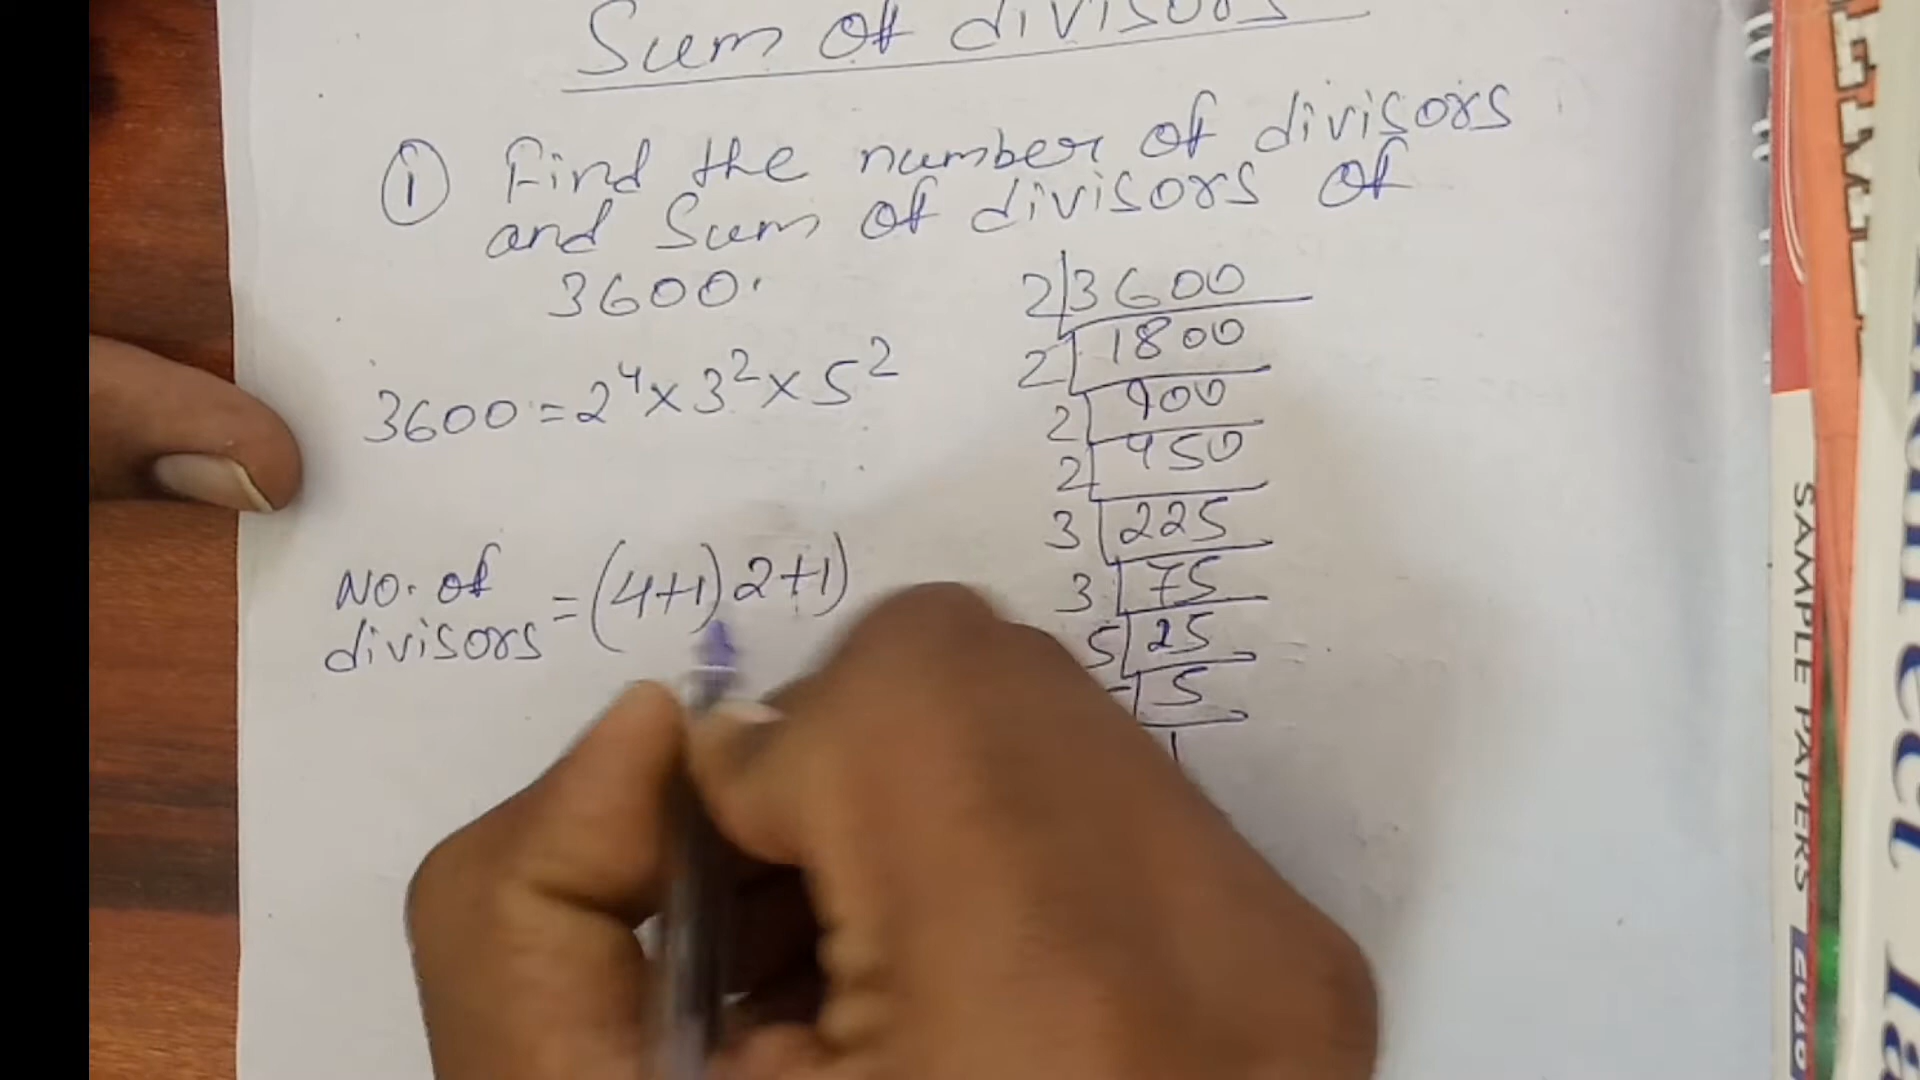 Sum of divisors
① Find the number of divisors
and Sum of divisors of
3600.
3600 = 2⁴ × 3² × 5²
2 | 3600
2 | 1800
2 | 900
2 | 450
3 | 225
3 | 75
5 | 25
5
1
No. of
divisors = (4+1) 2+1)
SAMPLE PAPERS